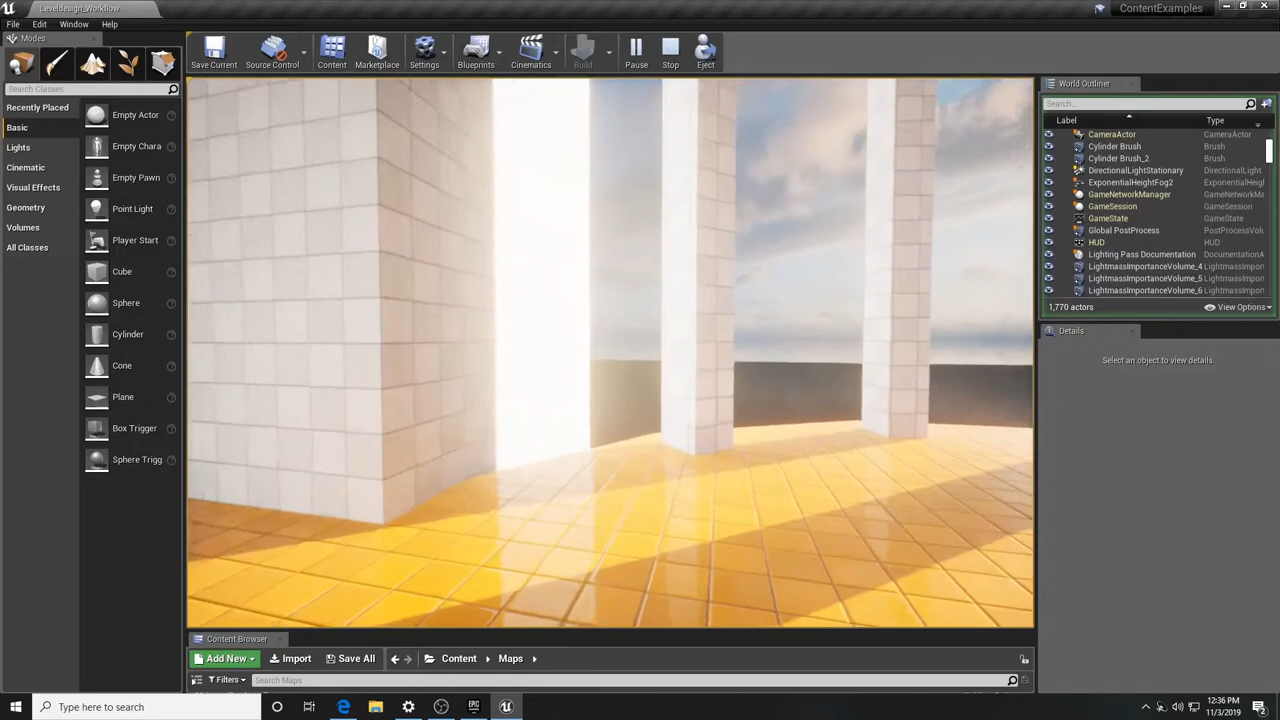 Leveldesign_Workflow
ContentExamples
File Edit Window Help
Modes
Save Current
Source Control
Content
Marketplace
Settings
Blueprints
Cinematics
Build
Pause
Stop
Eject
Search Classes
Recently Placed
Basic
Lights
Cinematic
Visual Effects
Geometry
Volumes
All Classes
Empty Actor
Empty Chara
Empty Pawn
Point Light
Player Start
Cube
Sphere
Cylinder
Cone
Plane
Box Trigger
Sphere Trigg
World Outliner
Search...
Label Type
CameraActor CameraActor
Cylinder Brush Brush
Cylinder Brush_2 Brush
DirectionalLightStationary DirectionalLight
ExponentialHeightFog2 ExponentialHeig
GameNetworkManager GameNetworkMa
GameSession GameSession
GameState GameState
Global PostProcess PostProcessVolu
HUD HUD
Lighting Pass Documentation DocumentationA
LightmassImportanceVolume_4 LightmassImport
LightmassImportanceVolume_5 LightmassImport
LightmassImportanceVolume_6 LightmassImport
1,770 actors View Options
Details
Select an object to view details
Content Browser
Add New Import Save All Content Maps
Filters Search Maps
Type here to search
EPIC
12:36 PM
11/3/2019
2